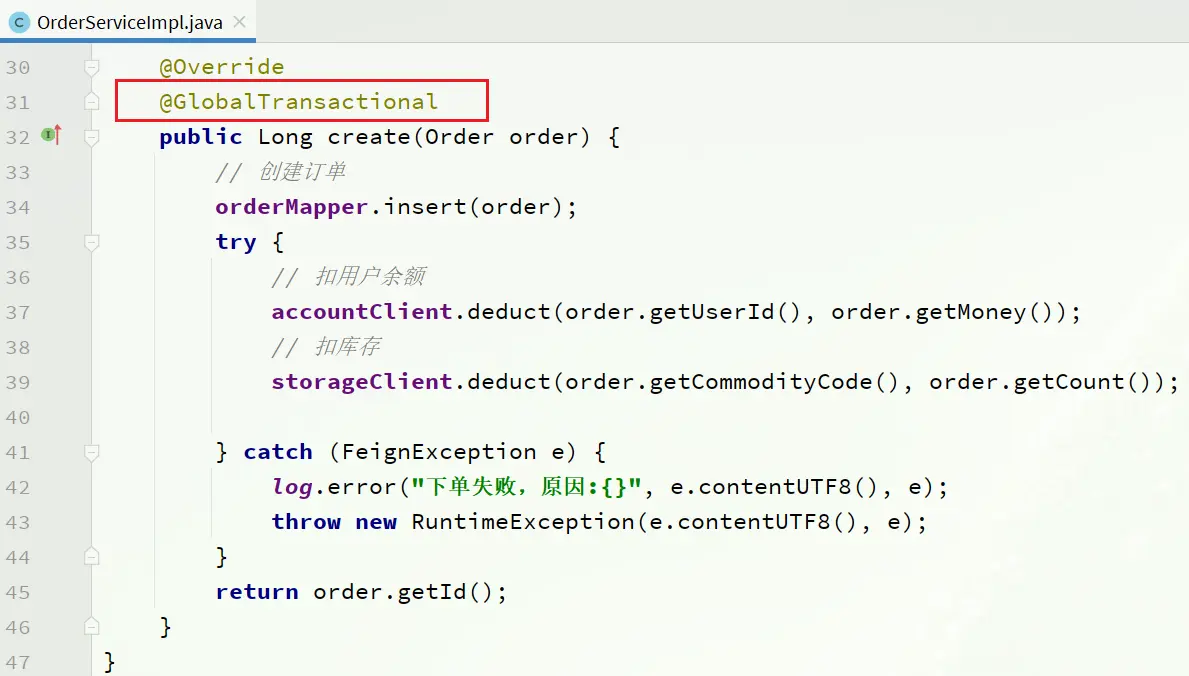 C OrderServiceImpl.java ×
30 @Override
31 @GlobalTransactional
32 I public Long create(Order order) {
33 // 创建订单
34 orderMapper.insert(order);
35 try {
36 // 扣用户余额
37 accountClient.deduct(order.getUserId(), order.getMoney());
38 // 扣库存
39 storageClient.deduct(order.getCommodityCode(), order.getCount());
40
41 } catch (FeignException e) {
42 log.error("下单失败，原因:{}", e.contentUTF8(), e);
43 throw new RuntimeException(e.contentUTF8(), e);
44 }
45 return order.getId();
46 }
47 }